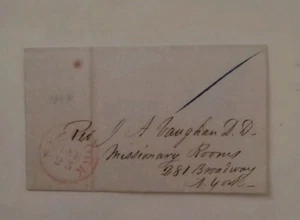 Rev J A Vaughan D.D.
Missionary Rooms
281 Broadway
N. York